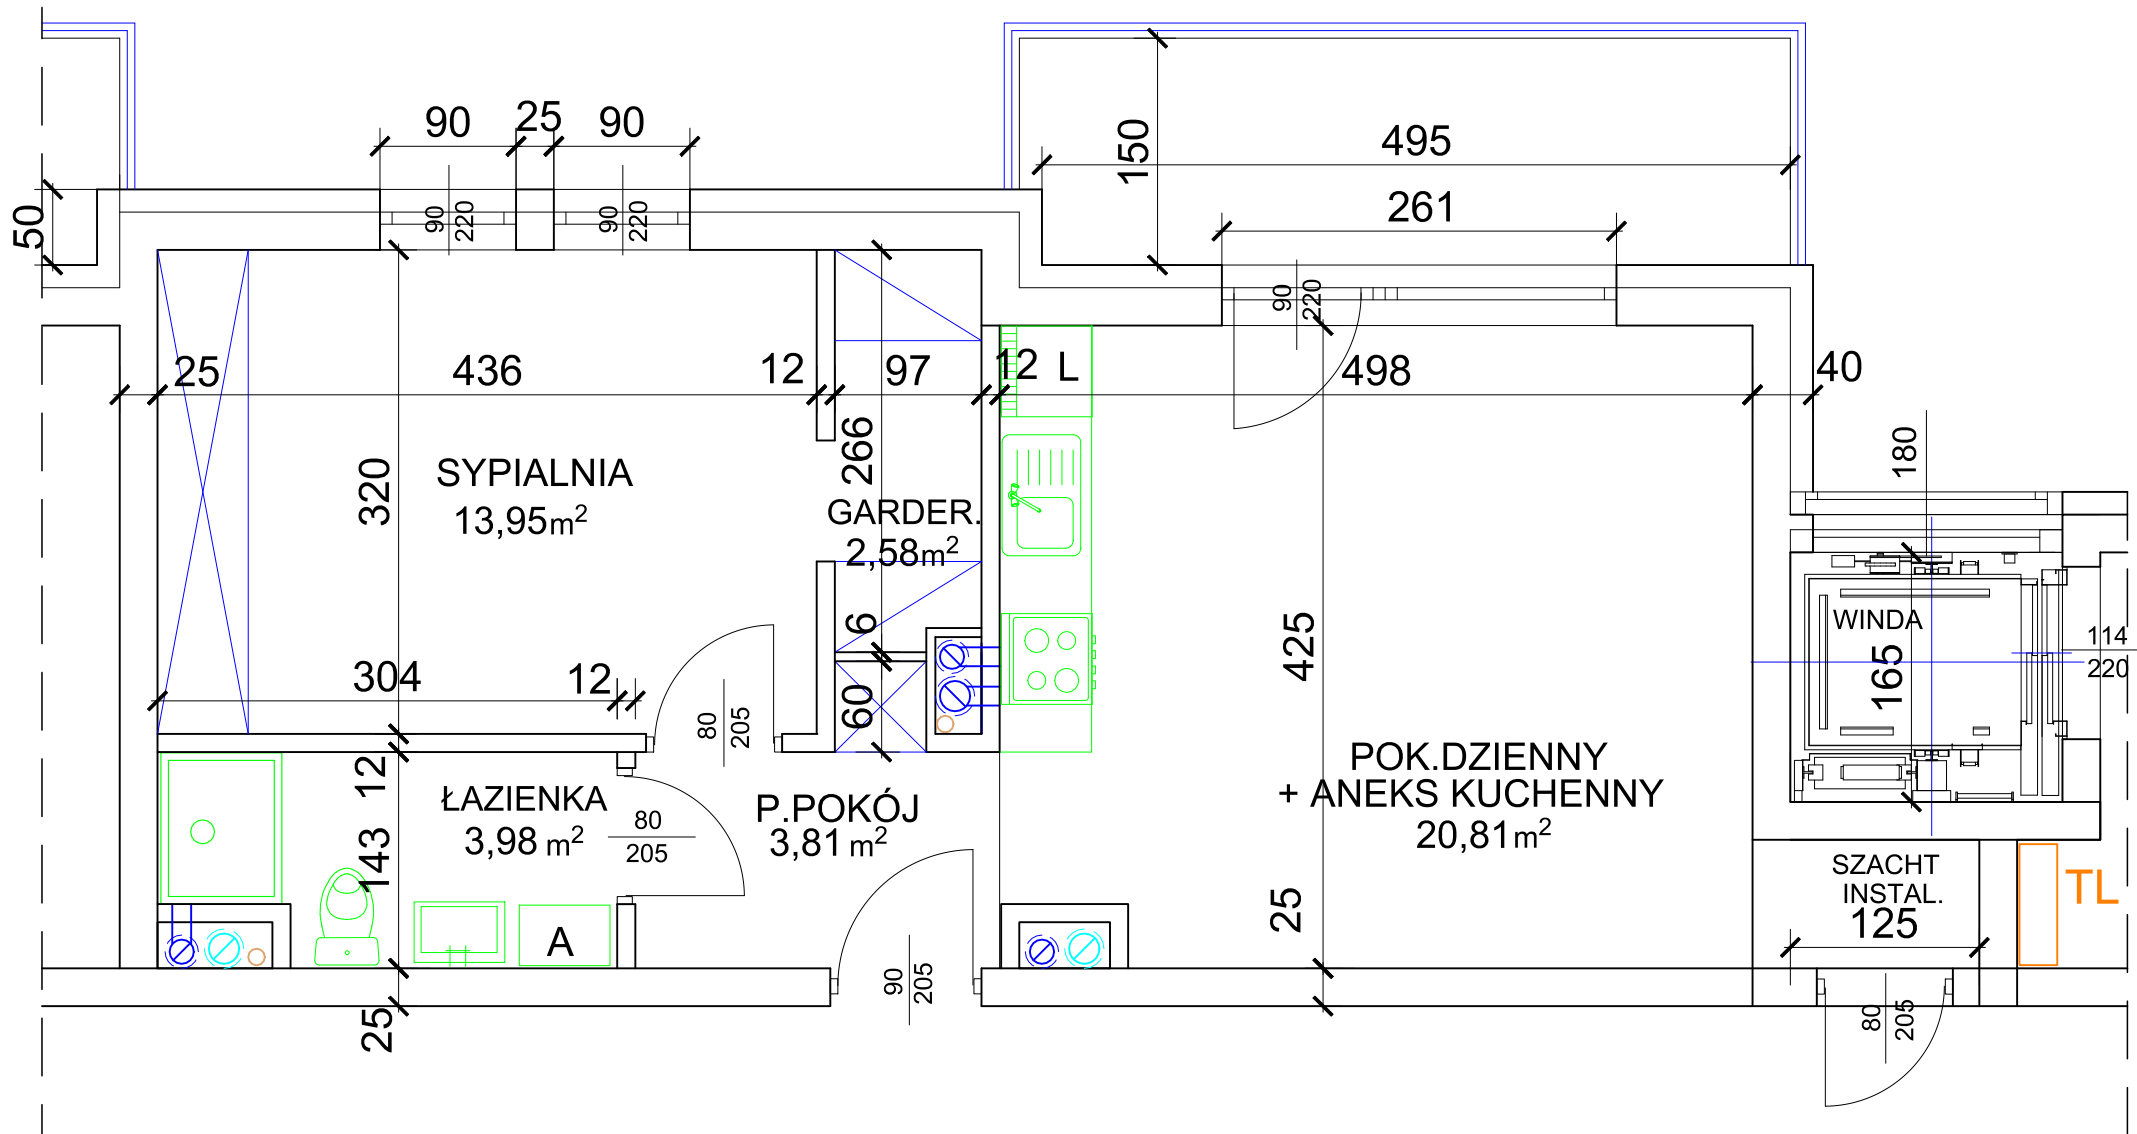 90
25
90
150
495
261
50
90
220
90
220
90
220
25
436
12
97
12
L
498
40
320
SYPIALNIA
13,95m²
266
GARDER.
2,58m²
180
6
60
304
12
80
205
425
WINDA
165
114
220
12
143
ŁAZIENKA
3,98 m²
80
205
P.POKÓJ
3,81 m²
POK.DZIENNY
+ ANEKS KUCHENNY
20,81m²
SZACHT
INSTAL.
125
TL
25
A
90
205
25
80
205